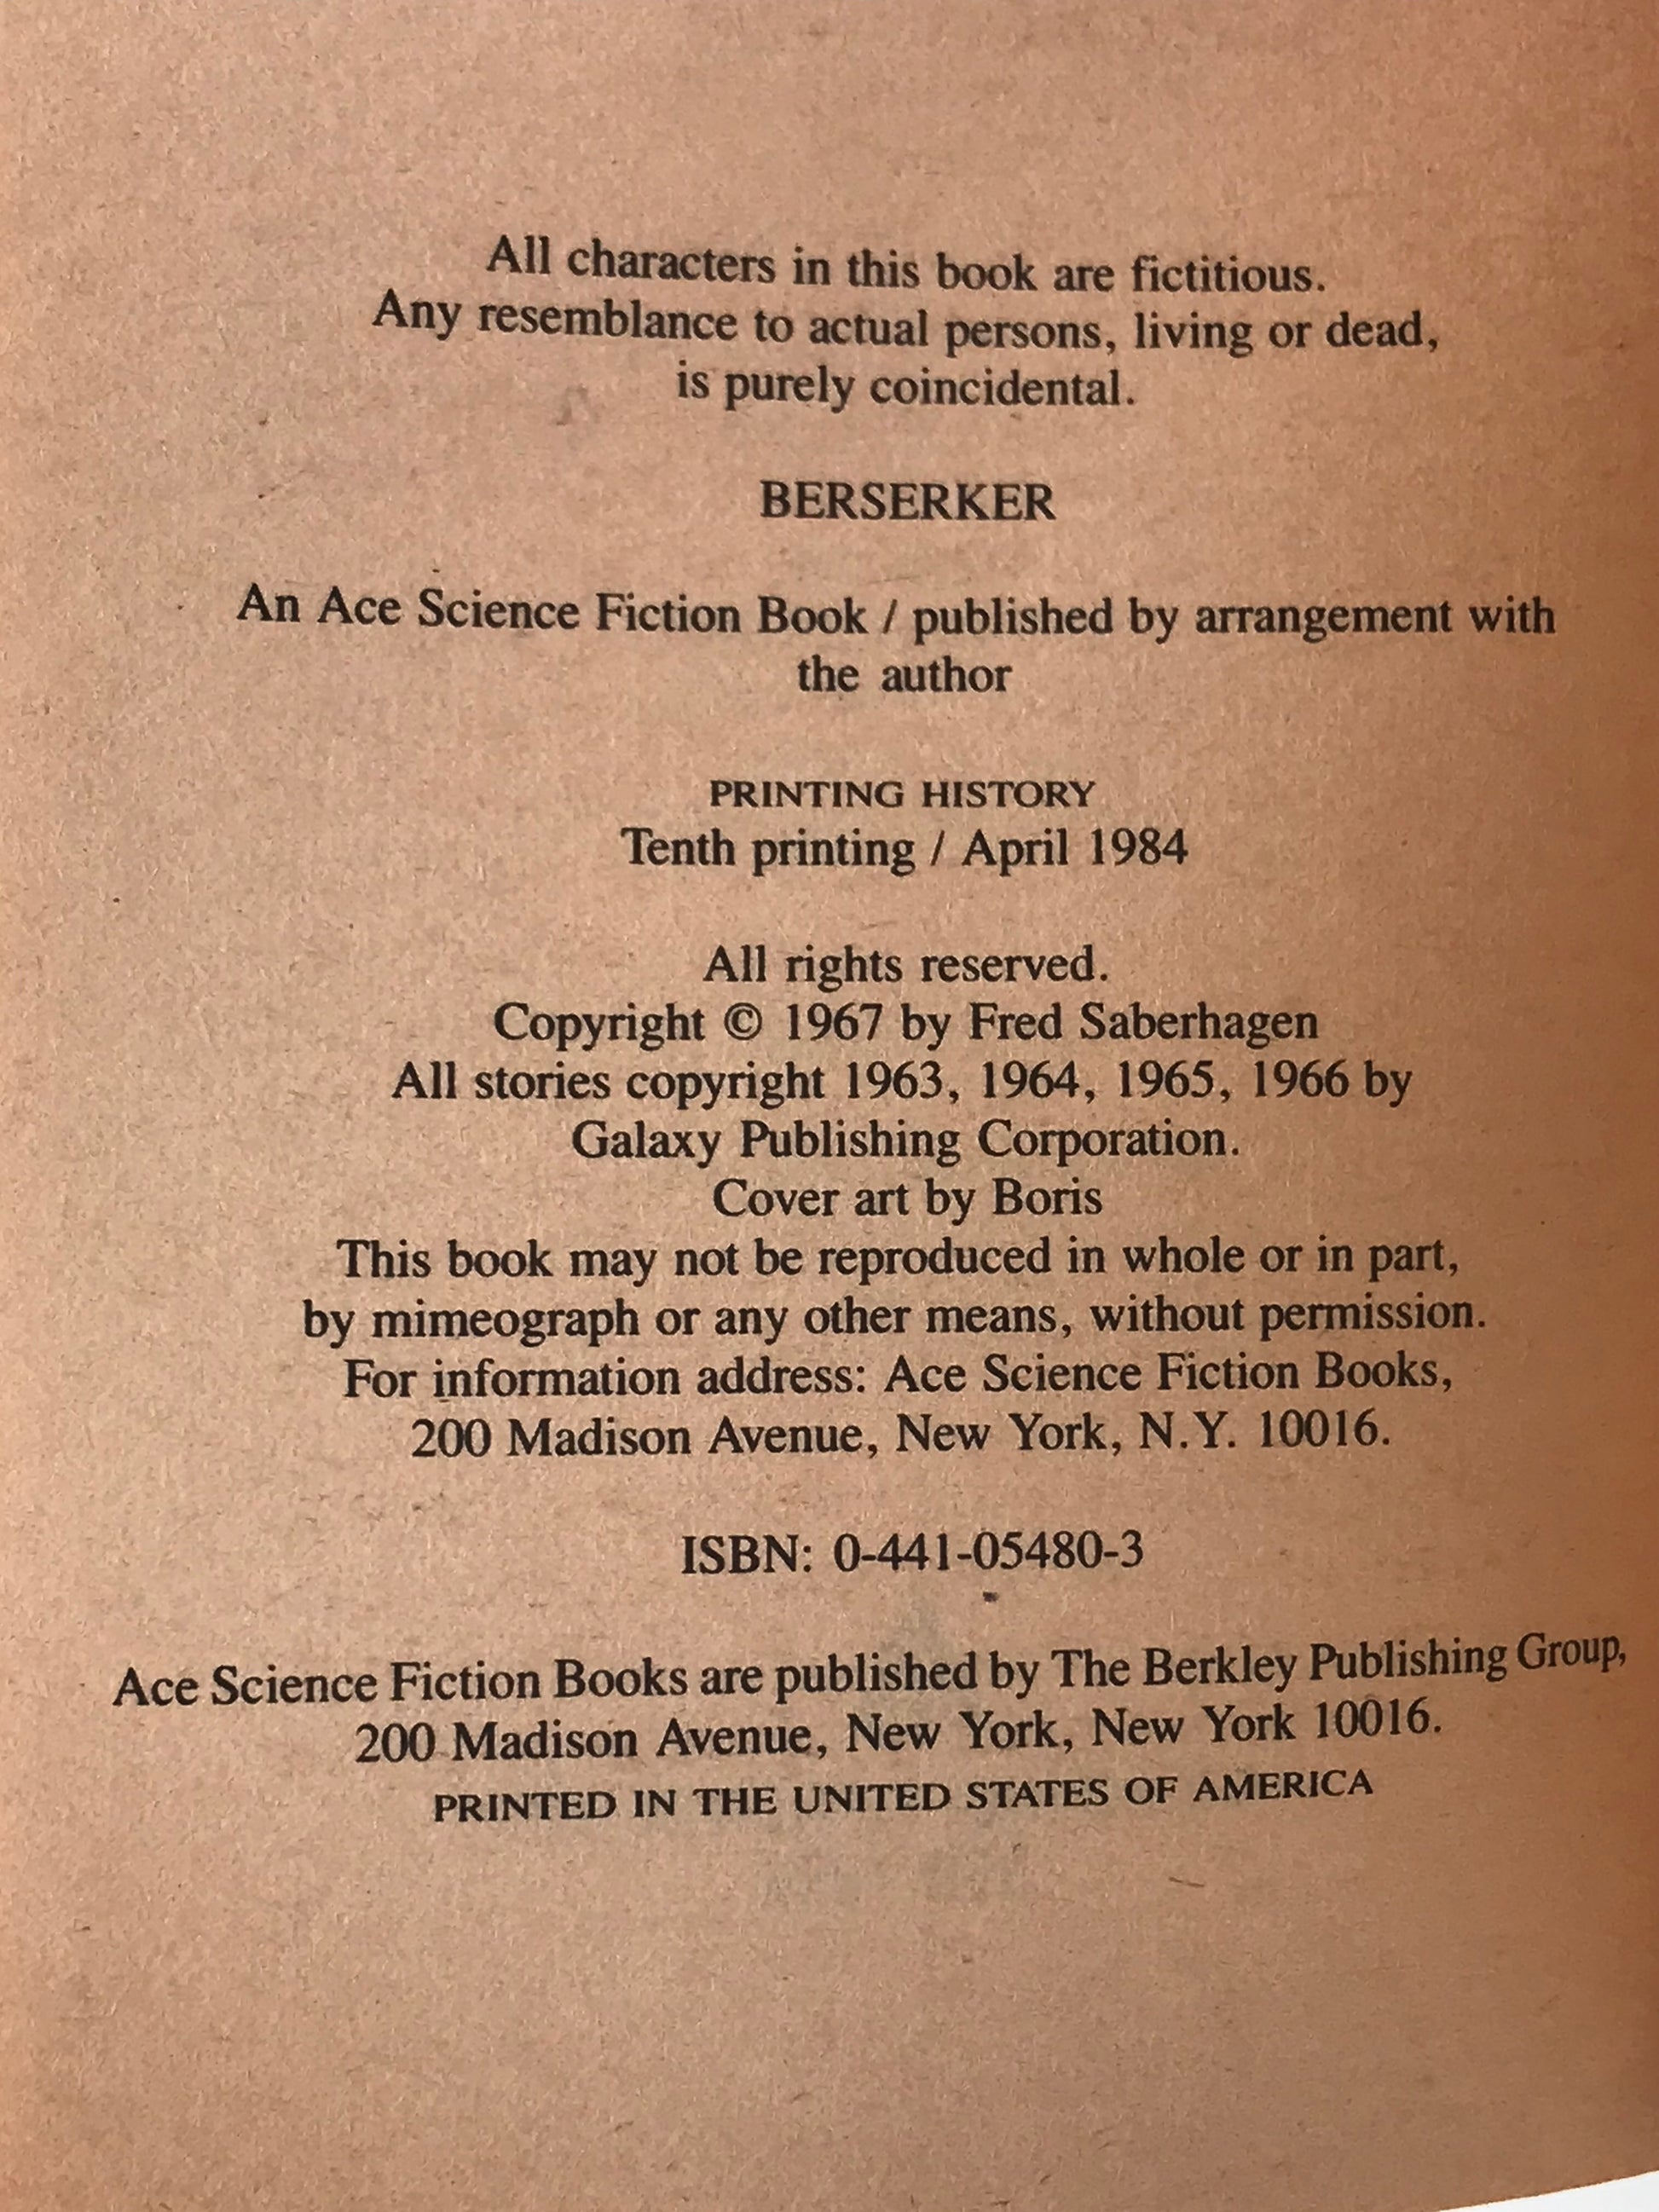 All characters in this book are fictitious.
Any resemblance to actual persons, living or dead,
is purely coincidental.
BERSERKER
An Ace Science Fiction Book / published by arrangement with
the author
PRINTING HISTORY
Tenth printing / April 1984
All rights reserved.
Copyright © 1967 by Fred Saberhagen
All stories copyright 1963, 1964, 1965, 1966 by
Galaxy Publishing Corporation.
Cover art by Boris
This book may not be reproduced in whole or in part,
by mimeograph or any other means, without permission.
For information address: Ace Science Fiction Books,
200 Madison Avenue, New York, N.Y. 10016.
ISBN: 0-441-05480-3
Ace Science Fiction Books are published by The Berkley Publishing Group,
200 Madison Avenue, New York, New York 10016.
PRINTED IN THE UNITED STATES OF AMERICA